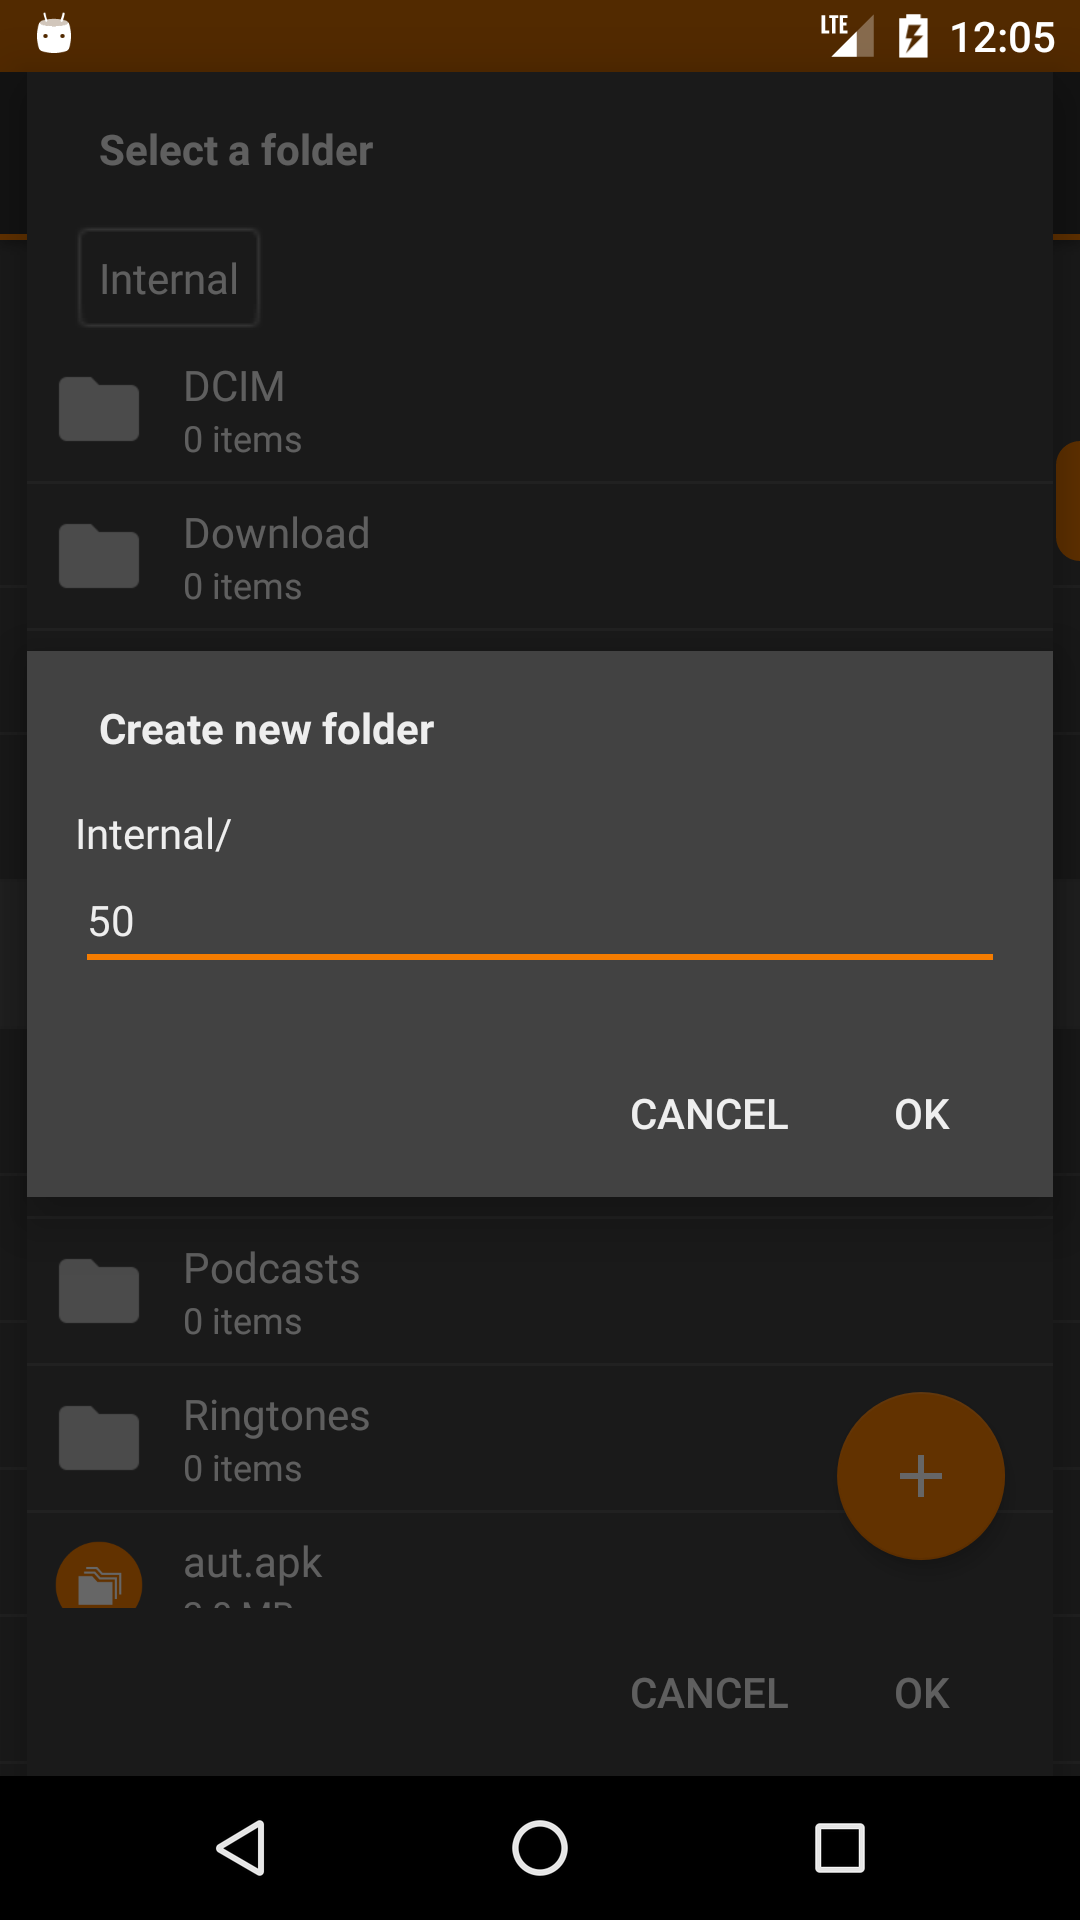 LTE 12:05
Select a folder
Internal
DCIM
0 items
Download
0 items
Create new folder
Internal/
50
CANCEL OK
Podcasts
0 items
Ringtones
0 items
aut.apk
CANCEL OK